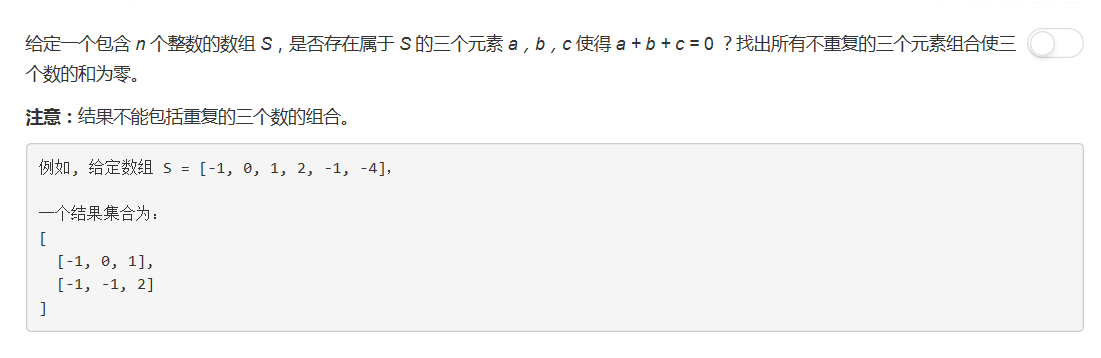 给定一个包含 n 个整数的数组 S，是否存在属于 S 的三个元素 a，b，c 使得 a + b + c = 0 ？找出所有不重复的三个元素组合使三
个数的和为零。
注意：结果不能包括重复的三个数的组合。
例如, 给定数组 S = [-1, 0, 1, 2, -1, -4]，
一个结果集合为：
[
  [-1, 0, 1],
  [-1, -1, 2]
]